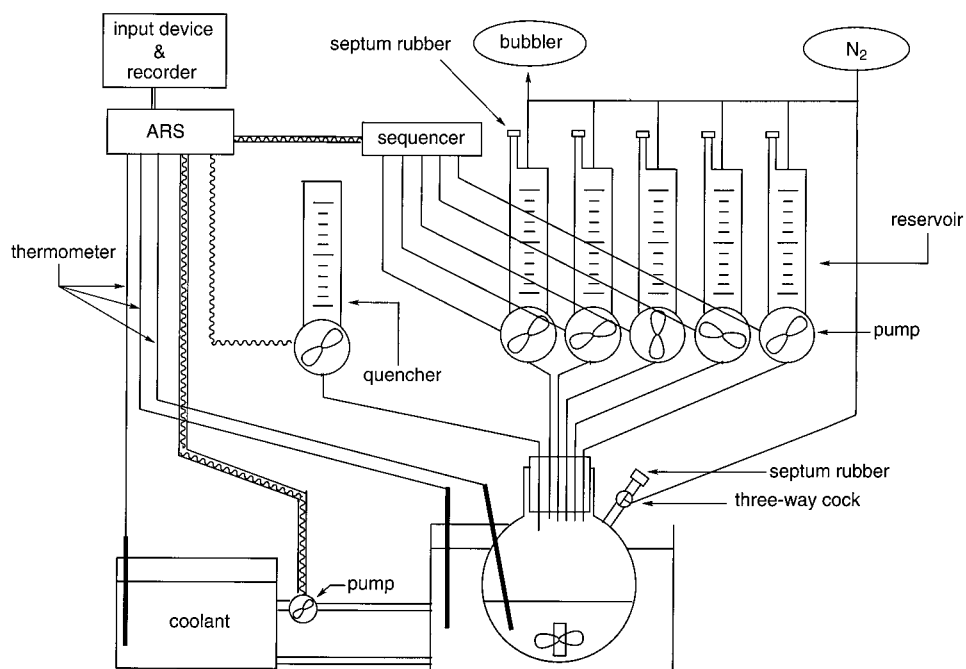 input device
&
recorder
septum rubber
bubbler
N₂
ARS
sequencer
reservoir
thermometer
pump
quencher
septum rubber
three-way cock
pump
coolant